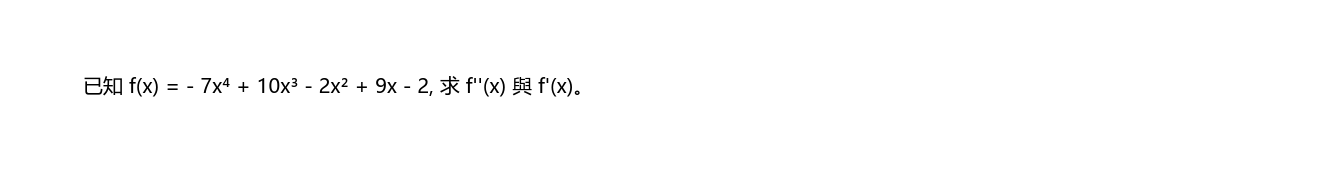 已知 f(x) = - 7x⁴ + 10x³ - 2x² + 9x - 2, 求 f''(x) 與 f'(x)。